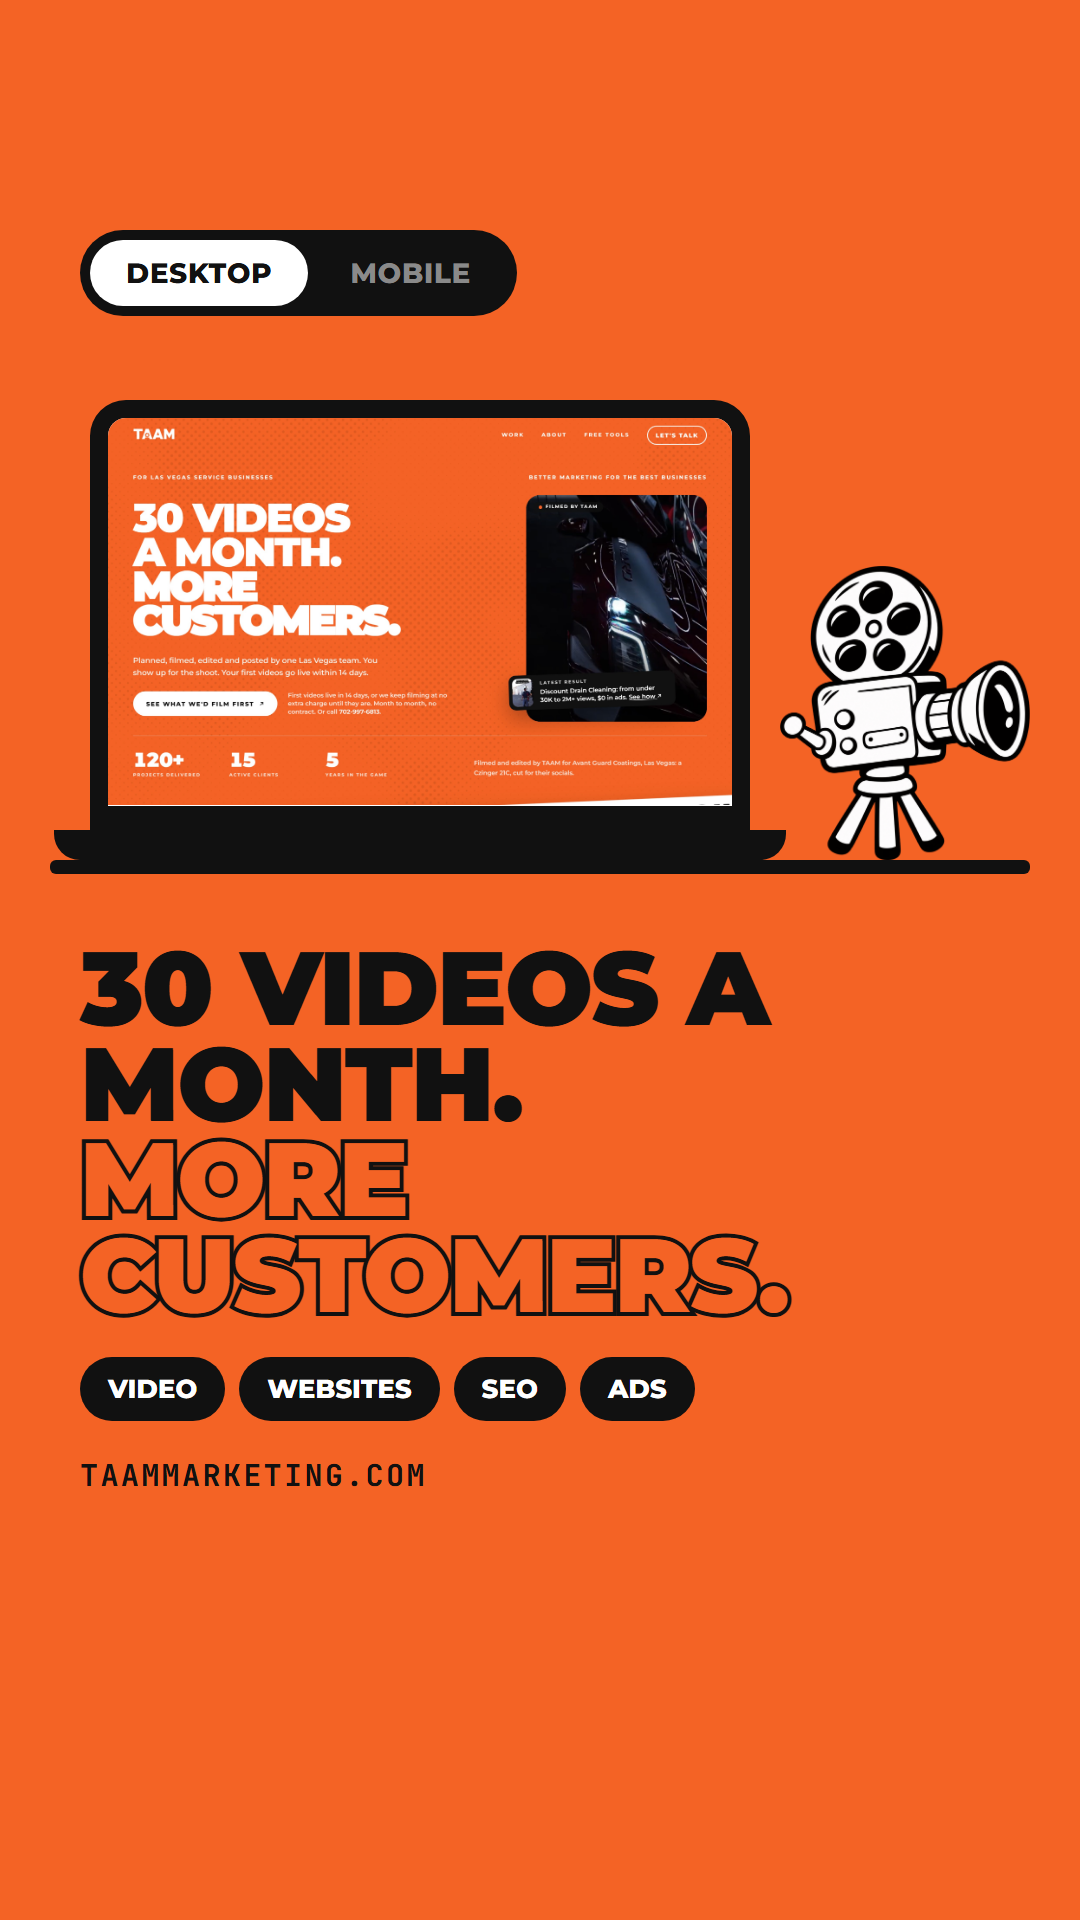 DESKTOP MOBILE
TAAM
WORK ABOUT FREE TOOLS LET'S TALK
FOR LAS VEGAS SERVICE BUSINESSES
BETTER MARKETING FOR THE BEST BUSINESSES
30 VIDEOS
A MONTH.
MORE
CUSTOMERS.
FILMED BY TAAM
Planned, filmed, edited and posted by one Las Vegas team. You
show up for the shoot. Your first videos go live within 14 days.
SEE WHAT WE'D FILM FIRST ↗
First videos live in 14 days, or we keep filming at no
extra charge until they are. Month to month, no
contract. Or call 702-997-6813.
LATEST RESULT
Discount Drain Cleaning: from under
30K to 2M+ views, $0 in ads. See how ↗
120+
PROJECTS DELIVERED
15
ACTIVE CLIENTS
5
YEARS IN THE GAME
Filmed and edited by TAAM for Avant Guard Coatings, Las Vegas: a
Czinger 21C, cut for their socials.
30 VIDEOS A
MONTH.
MORE
CUSTOMERS.
VIDEO WEBSITES SEO ADS
TAAMMARKETING.COM